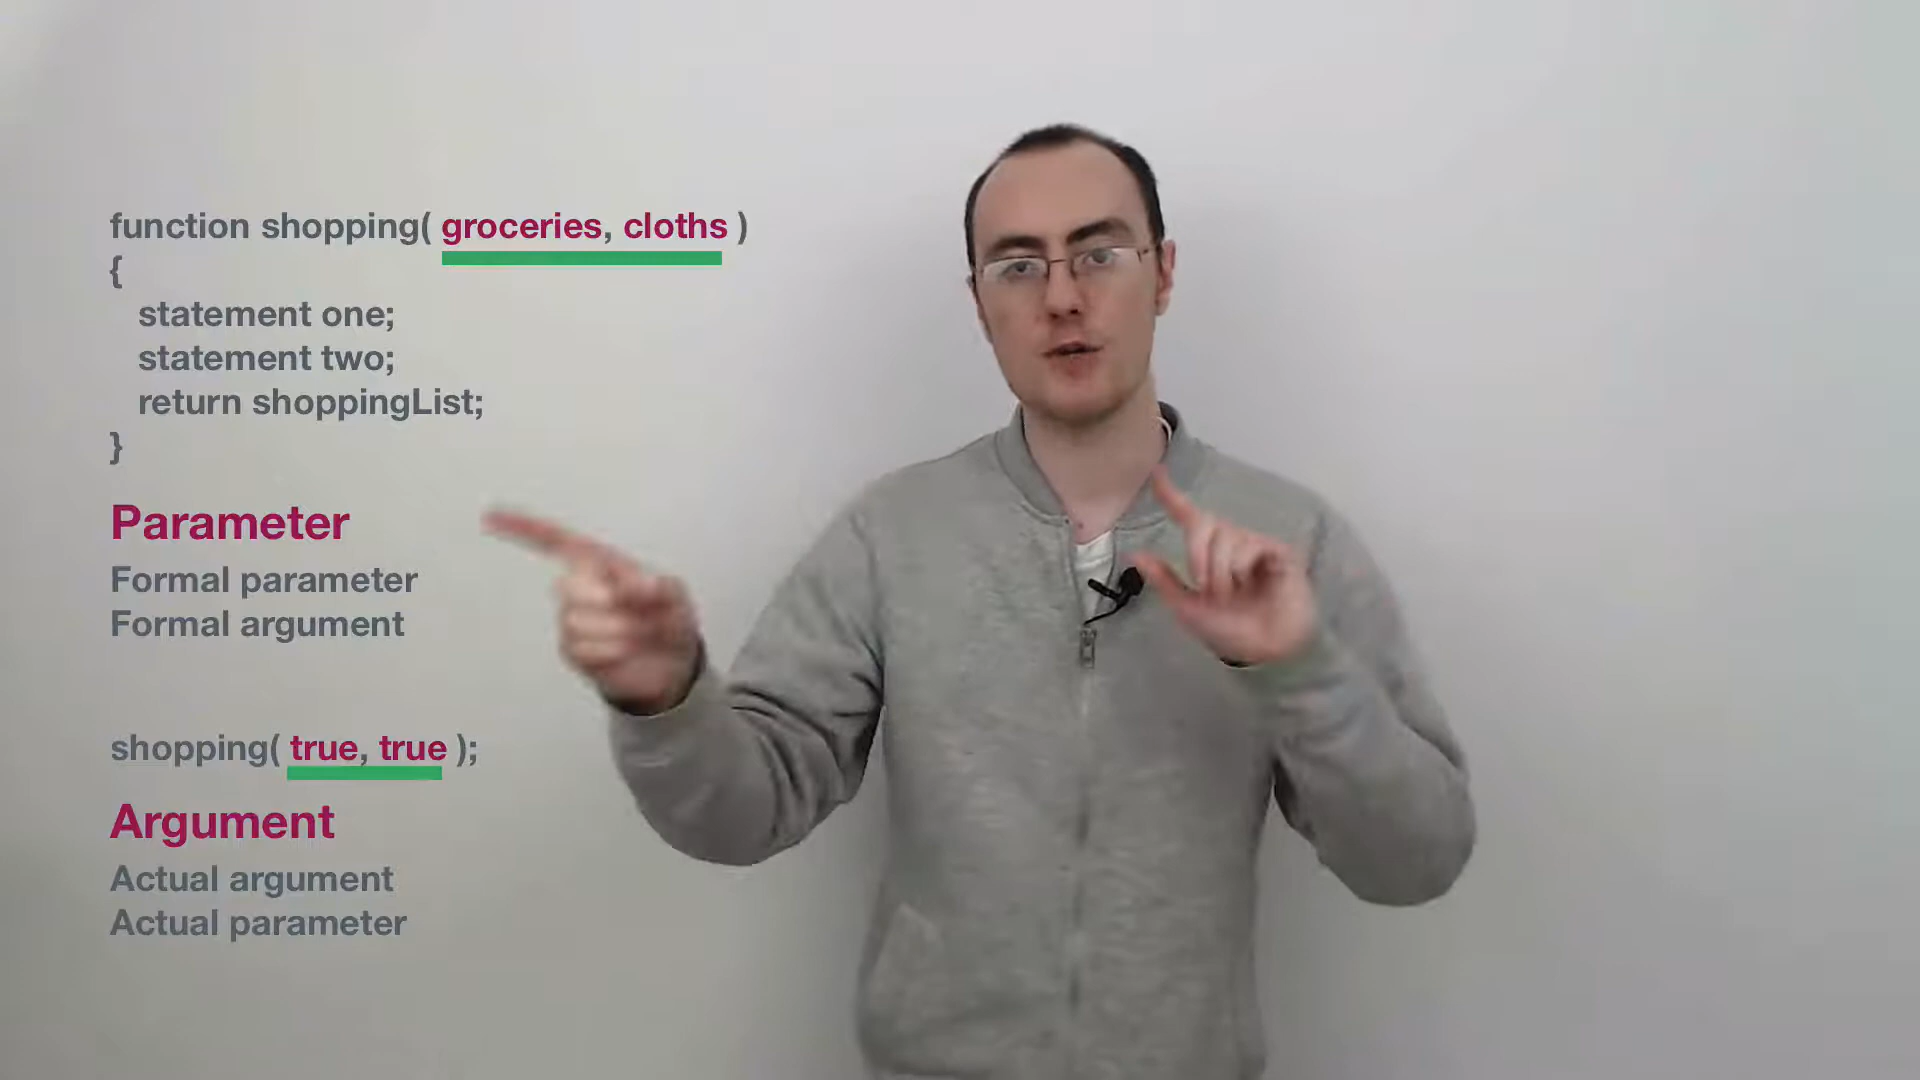 function shopping( groceries, cloths )
{
statement one;
statement two;
return shoppingList;
}
Parameter
Formal parameter
Formal argument
shopping( true, true );
Argument
Actual argument
Actual parameter